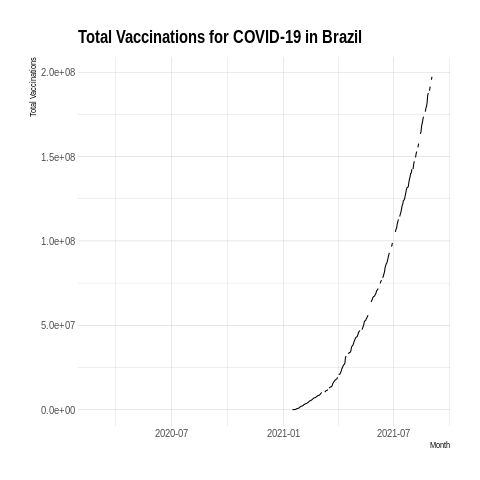 Total Vaccinations for COVID-19 in Brazil
Total Vaccinations
2.0e+08
1.5e+08
1.0e+08
5.0e+07
0.0e+00
2020-07
2021-01
2021-07
Month